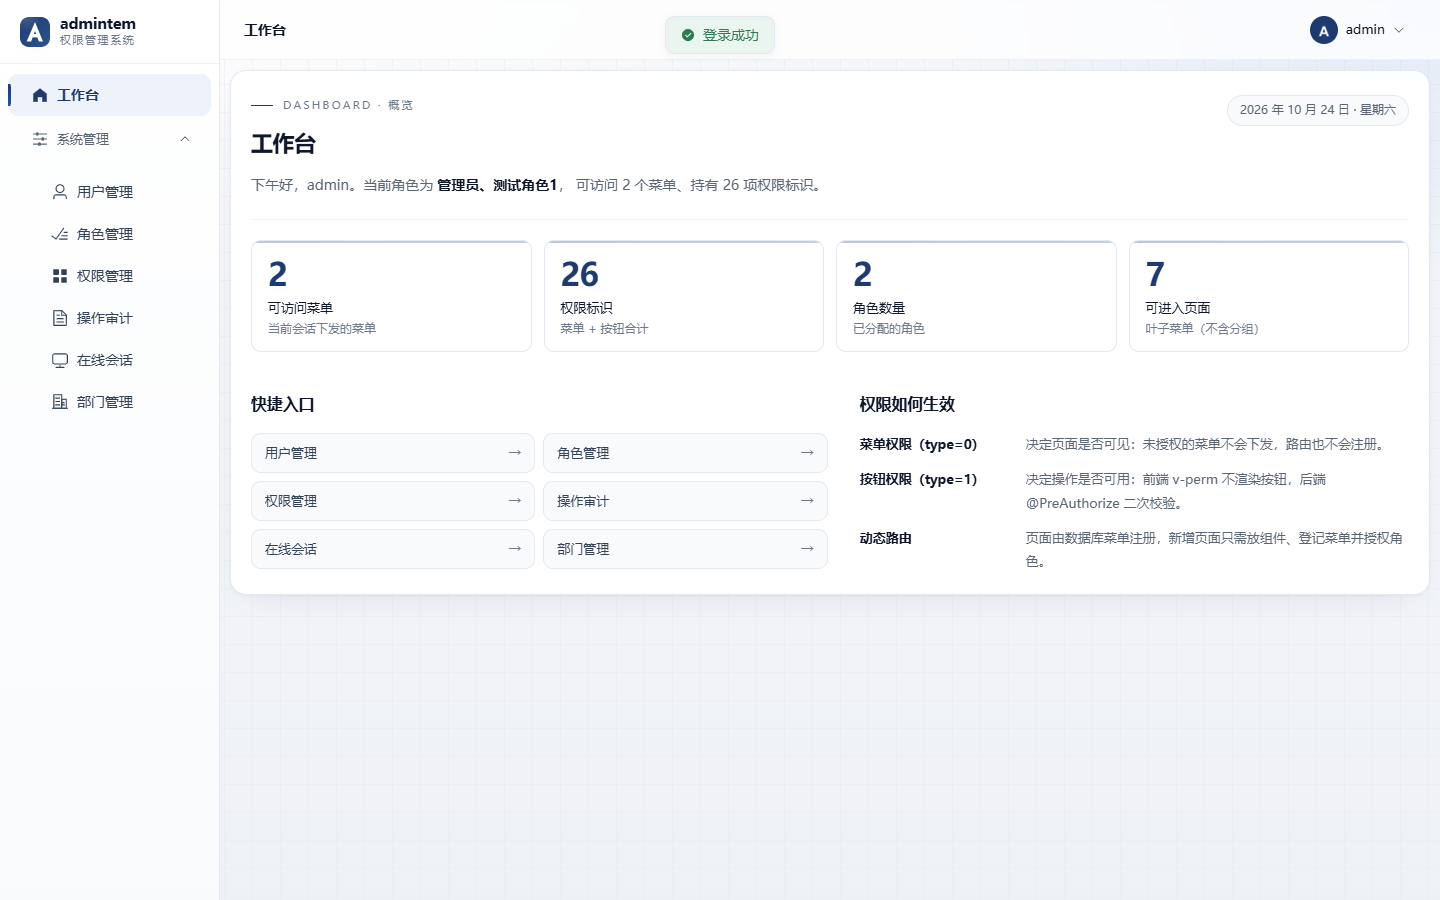 admintem
权限管理系统
工作台
系统管理
用户管理
角色管理
权限管理
操作审计
在线会话
部门管理
工作台
登录成功
A
admin
DASHBOARD · 概览
2026 年 10 月 24 日 · 星期六
工作台
下午好，admin。当前角色为 管理员、测试角色1， 可访问 2 个菜单、持有 26 项权限标识。
2
可访问菜单
当前会话下发的菜单
26
权限标识
菜单 + 按钮合计
2
角色数量
已分配的角色
7
可进入页面
叶子菜单（不含分组）
快捷入口
用户管理 →
角色管理 →
权限管理 →
操作审计 →
在线会话 →
部门管理 →
权限如何生效
菜单权限（type=0） 决定页面是否可见：未授权的菜单不会下发，路由也不会注册。
按钮权限（type=1） 决定操作是否可用：前端 v-perm 不渲染按钮，后端
@PreAuthorize 二次校验。
动态路由 页面由数据库菜单注册，新增页面只需放组件、登记菜单并授权角
色。